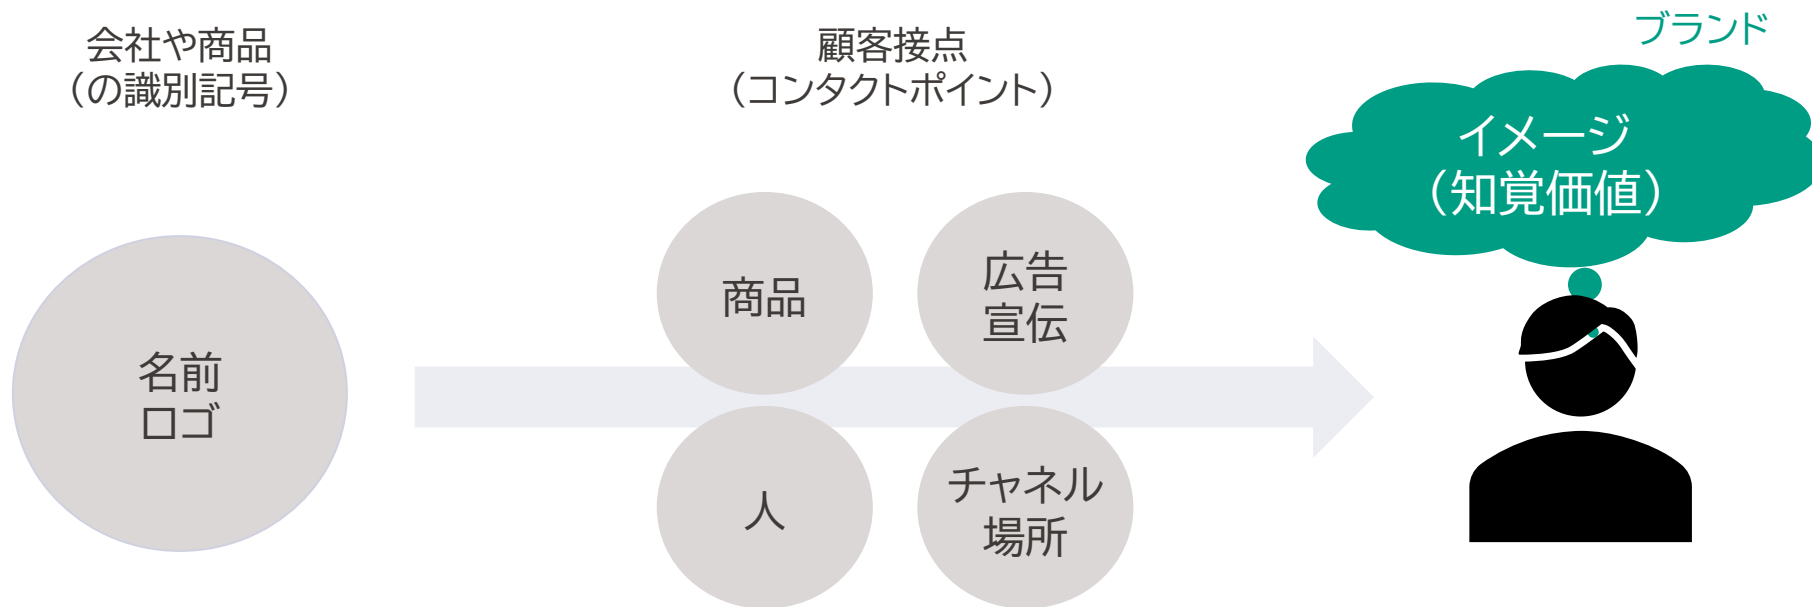 会社や商品
（の識別記号）
顧客接点
（コンタクトポイント）
ブランド
イメージ
（知覚価値）
名前
ロゴ
商品
広告
宣伝
人
チャネル
場所